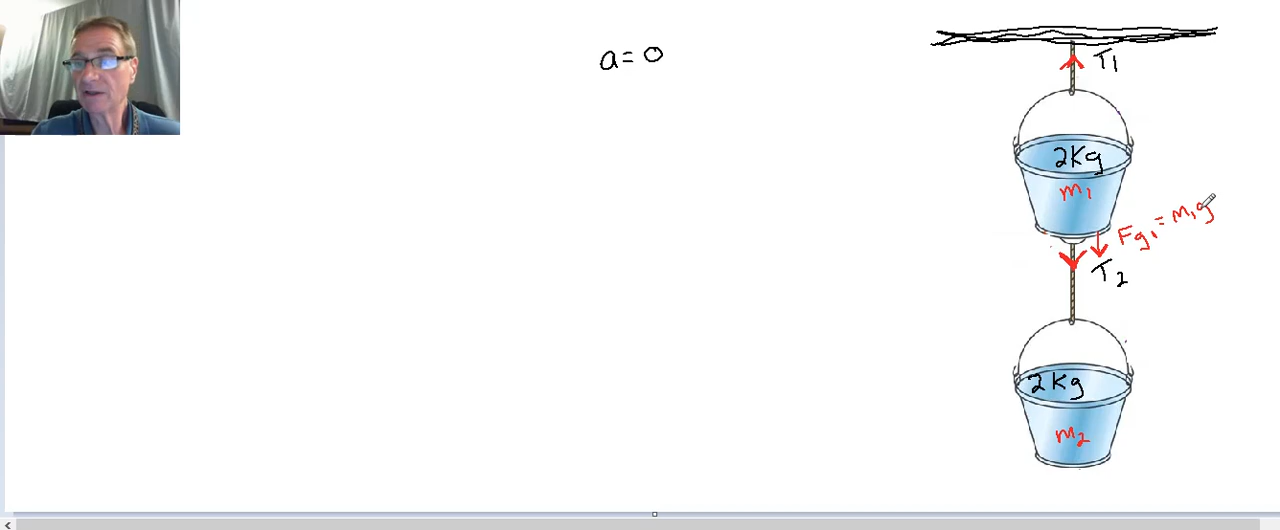 a = 0
T1
2Kg
m1
Fg1 = m1g
T2
2Kg
m2